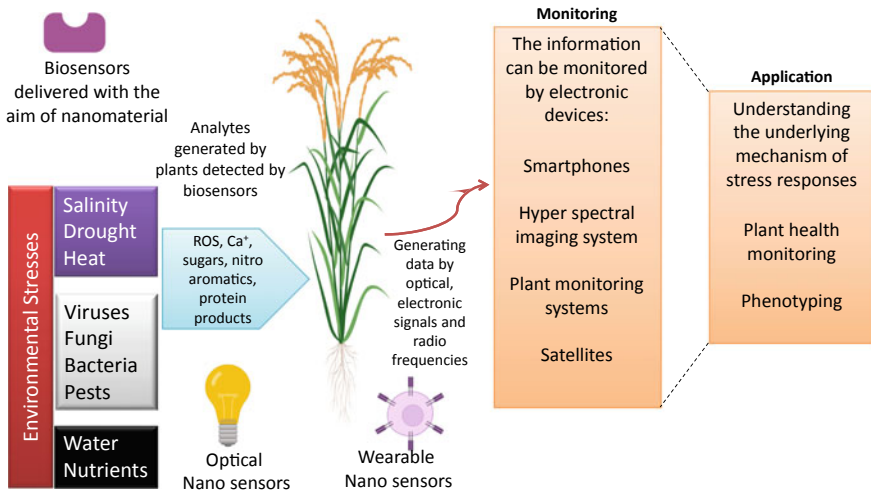 Biosensors
delivered with the
aim of nanomaterial
Environmental Stresses
Salinity
Drought
Heat
Viruses
Fungi
Bacteria
Pests
Water
Nutrients
Analytes
generated by
plants detected by
biosensors
ROS, Ca⁺,
sugars, nitro
aromatics,
protein
products
Optical
Nano sensors
Generating
data by
optical,
electronic
signals and
radio
frequencies
Wearable
Nano sensors
Monitoring
The information
can be monitored
by electronic
devices:
Smartphones
Hyper spectral
imaging system
Plant monitoring
systems
Satellites
Application
Understanding
the underlying
mechanism of
stress responses
Plant health
monitoring
Phenotyping